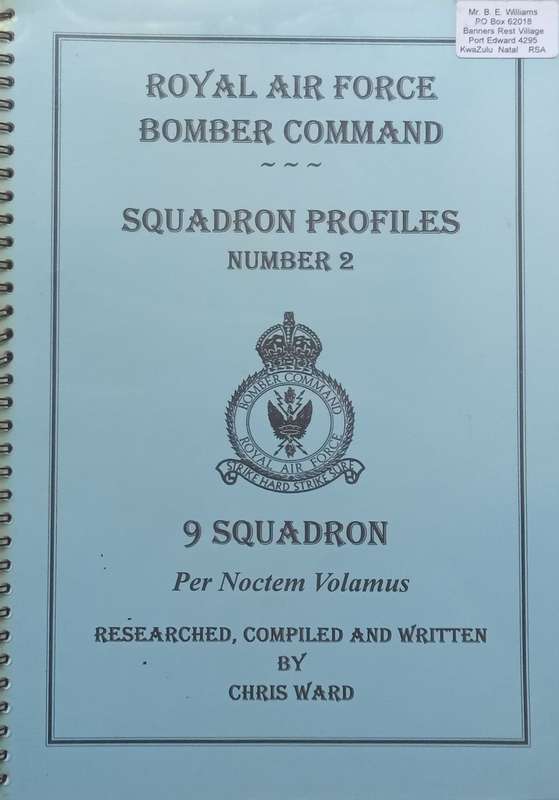 Mr. B. E. Williams
PO Box 62018
Banners Rest Village
Port Edward 4295
KwaZulu Natal RSA
ROYAL AIR FORCE
BOMBER COMMAND
~ ~ ~
SQUADRON PROFILES
NUMBER 2
BOMBER COMMAND
ROYAL AIR FORCE
STRIKE HARD STRIKE SURE
9 SQUADRON
Per Noctem Volamus
RESEARCHED, COMPILED AND WRITTEN
BY
CHRIS WARD